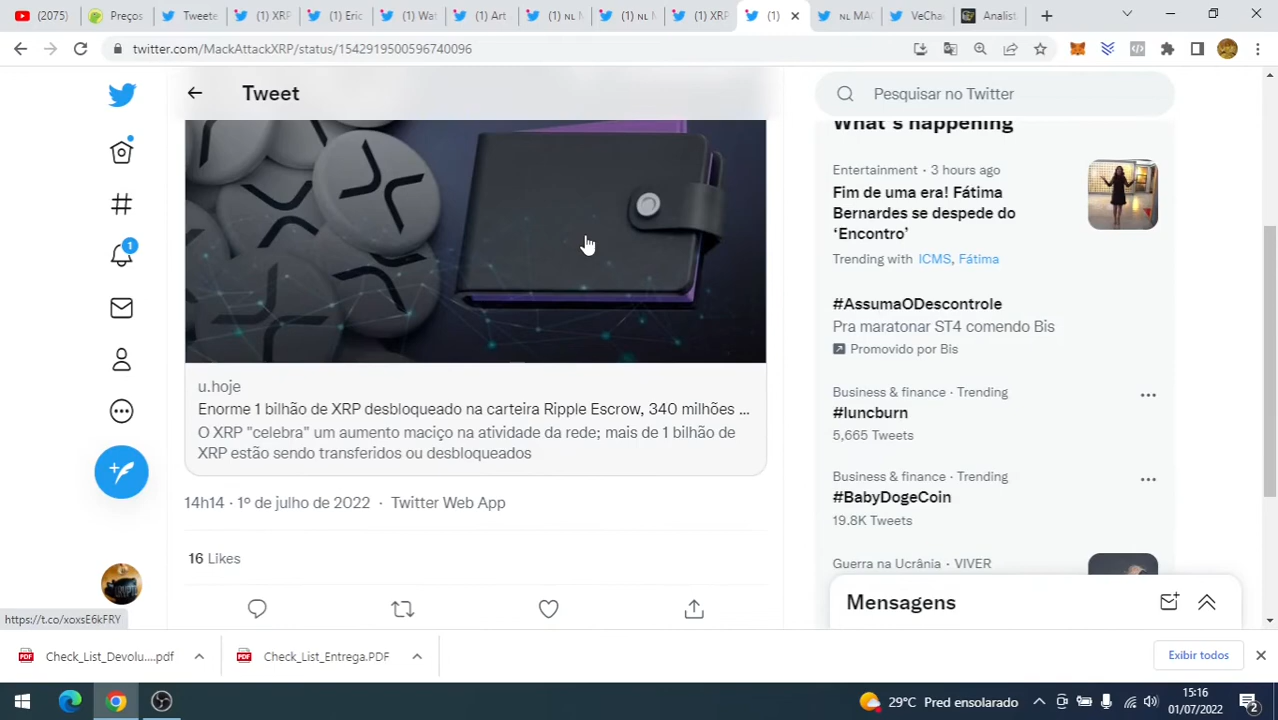 (2075)
Preços
Tweete
(1) XRP
(1) Eric
(1) Wat
(1) Art
(1) NL M
(1) NL M
(1) XRP
(1)
NL MAC
VeCha
Analist
twitter.com/MackAttackXRP/status/1542919500596740096
Tweet
u.hoje
Enorme 1 bilhão de XRP desbloqueado na carteira Ripple Escrow, 340 milhões ...
O XRP "celebra" um aumento maciço na atividade da rede; mais de 1 bilhão de
XRP estão sendo transferidos ou desbloqueados
14h14 · 1º de julho de 2022 · Twitter Web App
16 Likes
1
Pesquisar no Twitter
What's happening
Entertainment · 3 hours ago
Fim de uma era! Fátima
Bernardes se despede do
‘Encontro’
Trending with ICMS, Fátima
#AssumaODescontrole
Pra maratonar ST4 comendo Bis
Promovido por Bis
Business & finance · Trending
#luncburn
5,665 Tweets
Business & finance · Trending
#BabyDogeCoin
19.8K Tweets
Guerra na Ucrânia · VIVER
Mensagens
https://t.co/xoxsE6kFRY
Check_List_Devolu....pdf
Check_List_Entrega.PDF
Exibir todos
29°C Pred ensolarado
15:16
01/07/2022
2